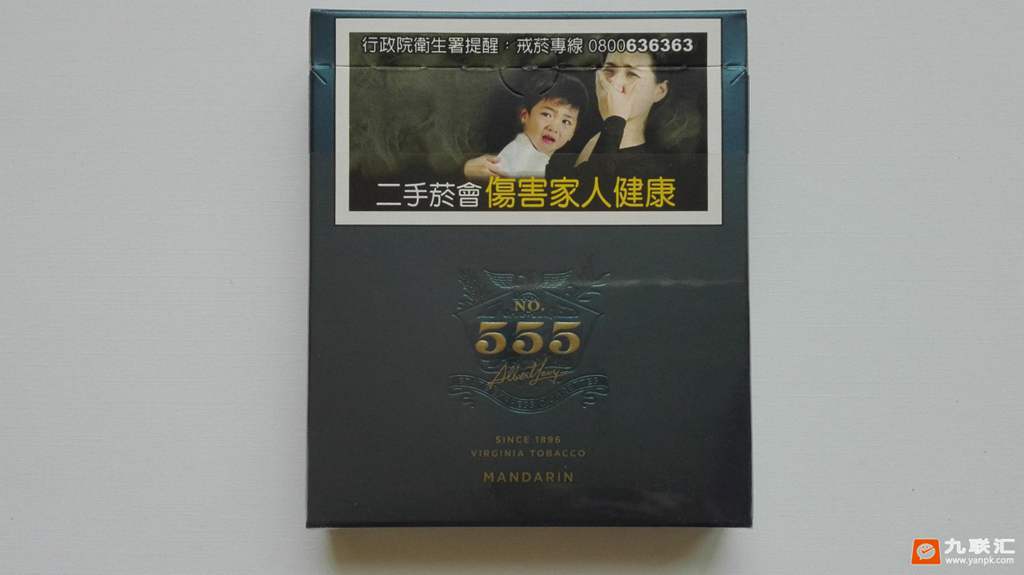 行政院衛生署提醒：戒菸專線 0800636363
二手菸會傷害家人健康
NO.
555
SINCE 1896
VIRGINIA TOBACCO
MANDARIN
九联汇
www.yanpk.com